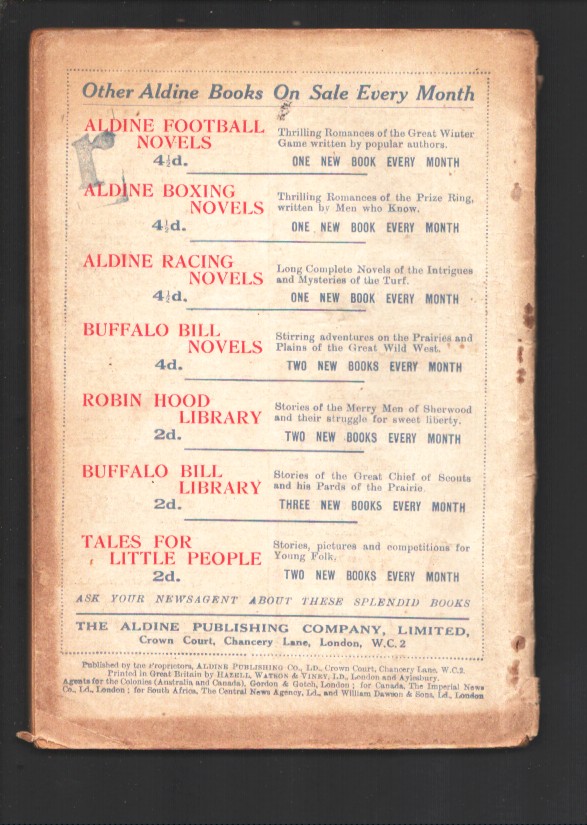 Other Aldine Books On Sale Every Month
ALDINE FOOTBALL
NOVELS
4½d.
Thrilling Romances of the Great Winter
Game written by popular authors.
ONE NEW BOOK EVERY MONTH
ALDINE BOXING
NOVELS
4½d.
Thrilling Romances of the Prize Ring,
written by Men who Know.
ONE NEW BOOK EVERY MONTH
ALDINE RACING
NOVELS
4½d.
Long Complete Novels of the Intrigues
and Mysteries of the Turf.
ONE NEW BOOK EVERY MONTH
BUFFALO BILL
NOVELS
4d.
Stirring adventures on the Prairies and
Plains of the Great Wild West.
TWO NEW BOOKS EVERY MONTH
ROBIN HOOD
LIBRARY
2d.
Stories of the Merry Men of Sherwood
and their struggle for sweet liberty.
TWO NEW BOOKS EVERY MONTH
BUFFALO BILL
LIBRARY
2d.
Stories of the Great Chief of Scouts
and his Pards of the Prairie.
THREE NEW BOOKS EVERY MONTH
TALES FOR
LITTLE PEOPLE
2d.
Stories, pictures and competitions for
Young Folk.
TWO NEW BOOKS EVERY MONTH
ASK YOUR NEWSAGENT ABOUT THESE SPLENDID BOOKS
THE ALDINE PUBLISHING COMPANY, LIMITED,
Crown Court, Chancery Lane, London, W.C.2
Published by the Proprietors, ALDINE PUBLISHING CO., LD., Crown Court, Chancery Lane, W.C.2.
Printed in Great Britain by HAZELL, WATSON & VINEY, LD., London and Aylesbury.
Agents for the Colonies (Australia and Canada), Gordon & Gotch, London; for Canada, The Imperial News
Co., Ld., London; for South Africa, The Central News Agency, Ld., and William Dawson & Sons, Ld., London